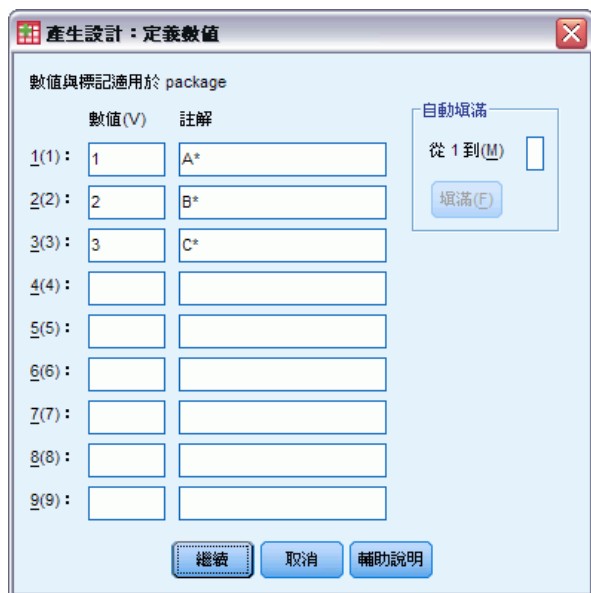 產生設計：定義數值
數值與標記適用於 package
數值(V) 註解
1(1)： 1 A*
2(2)： 2 B*
3(3)： 3 C*
4(4)：
5(5)：
6(6)：
7(7)：
8(8)：
9(9)：
自動塡滿
從 1 到(M)
塡滿(F)
繼續 取消 輔助說明